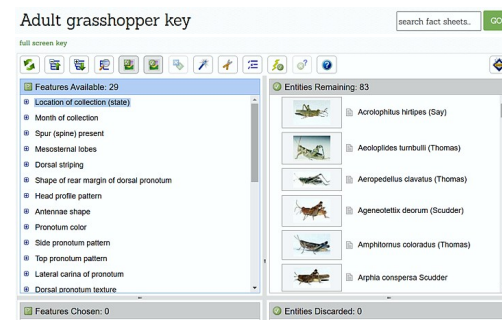 Adult grasshopper key
search fact sheets..
GO
full screen key
Features Available: 29
Location of collection (state)
Month of collection
Spur (spine) present
Mesosternal lobes
Dorsal striping
Shape of rear margin of dorsal pronotum
Head profile pattern
Antennae shape
Pronotum color
Side pronotum pattern
Top pronotum pattern
Lateral carina of pronotum
Dorsal pronotum texture
Features Chosen: 0
Entities Remaining: 83
Acrolophitus hirtipes (Say)
Aeoloplides turnbulli (Thomas)
Aeropedellus clavatus (Thomas)
Ageneotettix deorum (Scudder)
Amphitornus coloradus (Thomas)
Arphia conspersa Scudder
Entities Discarded: 0